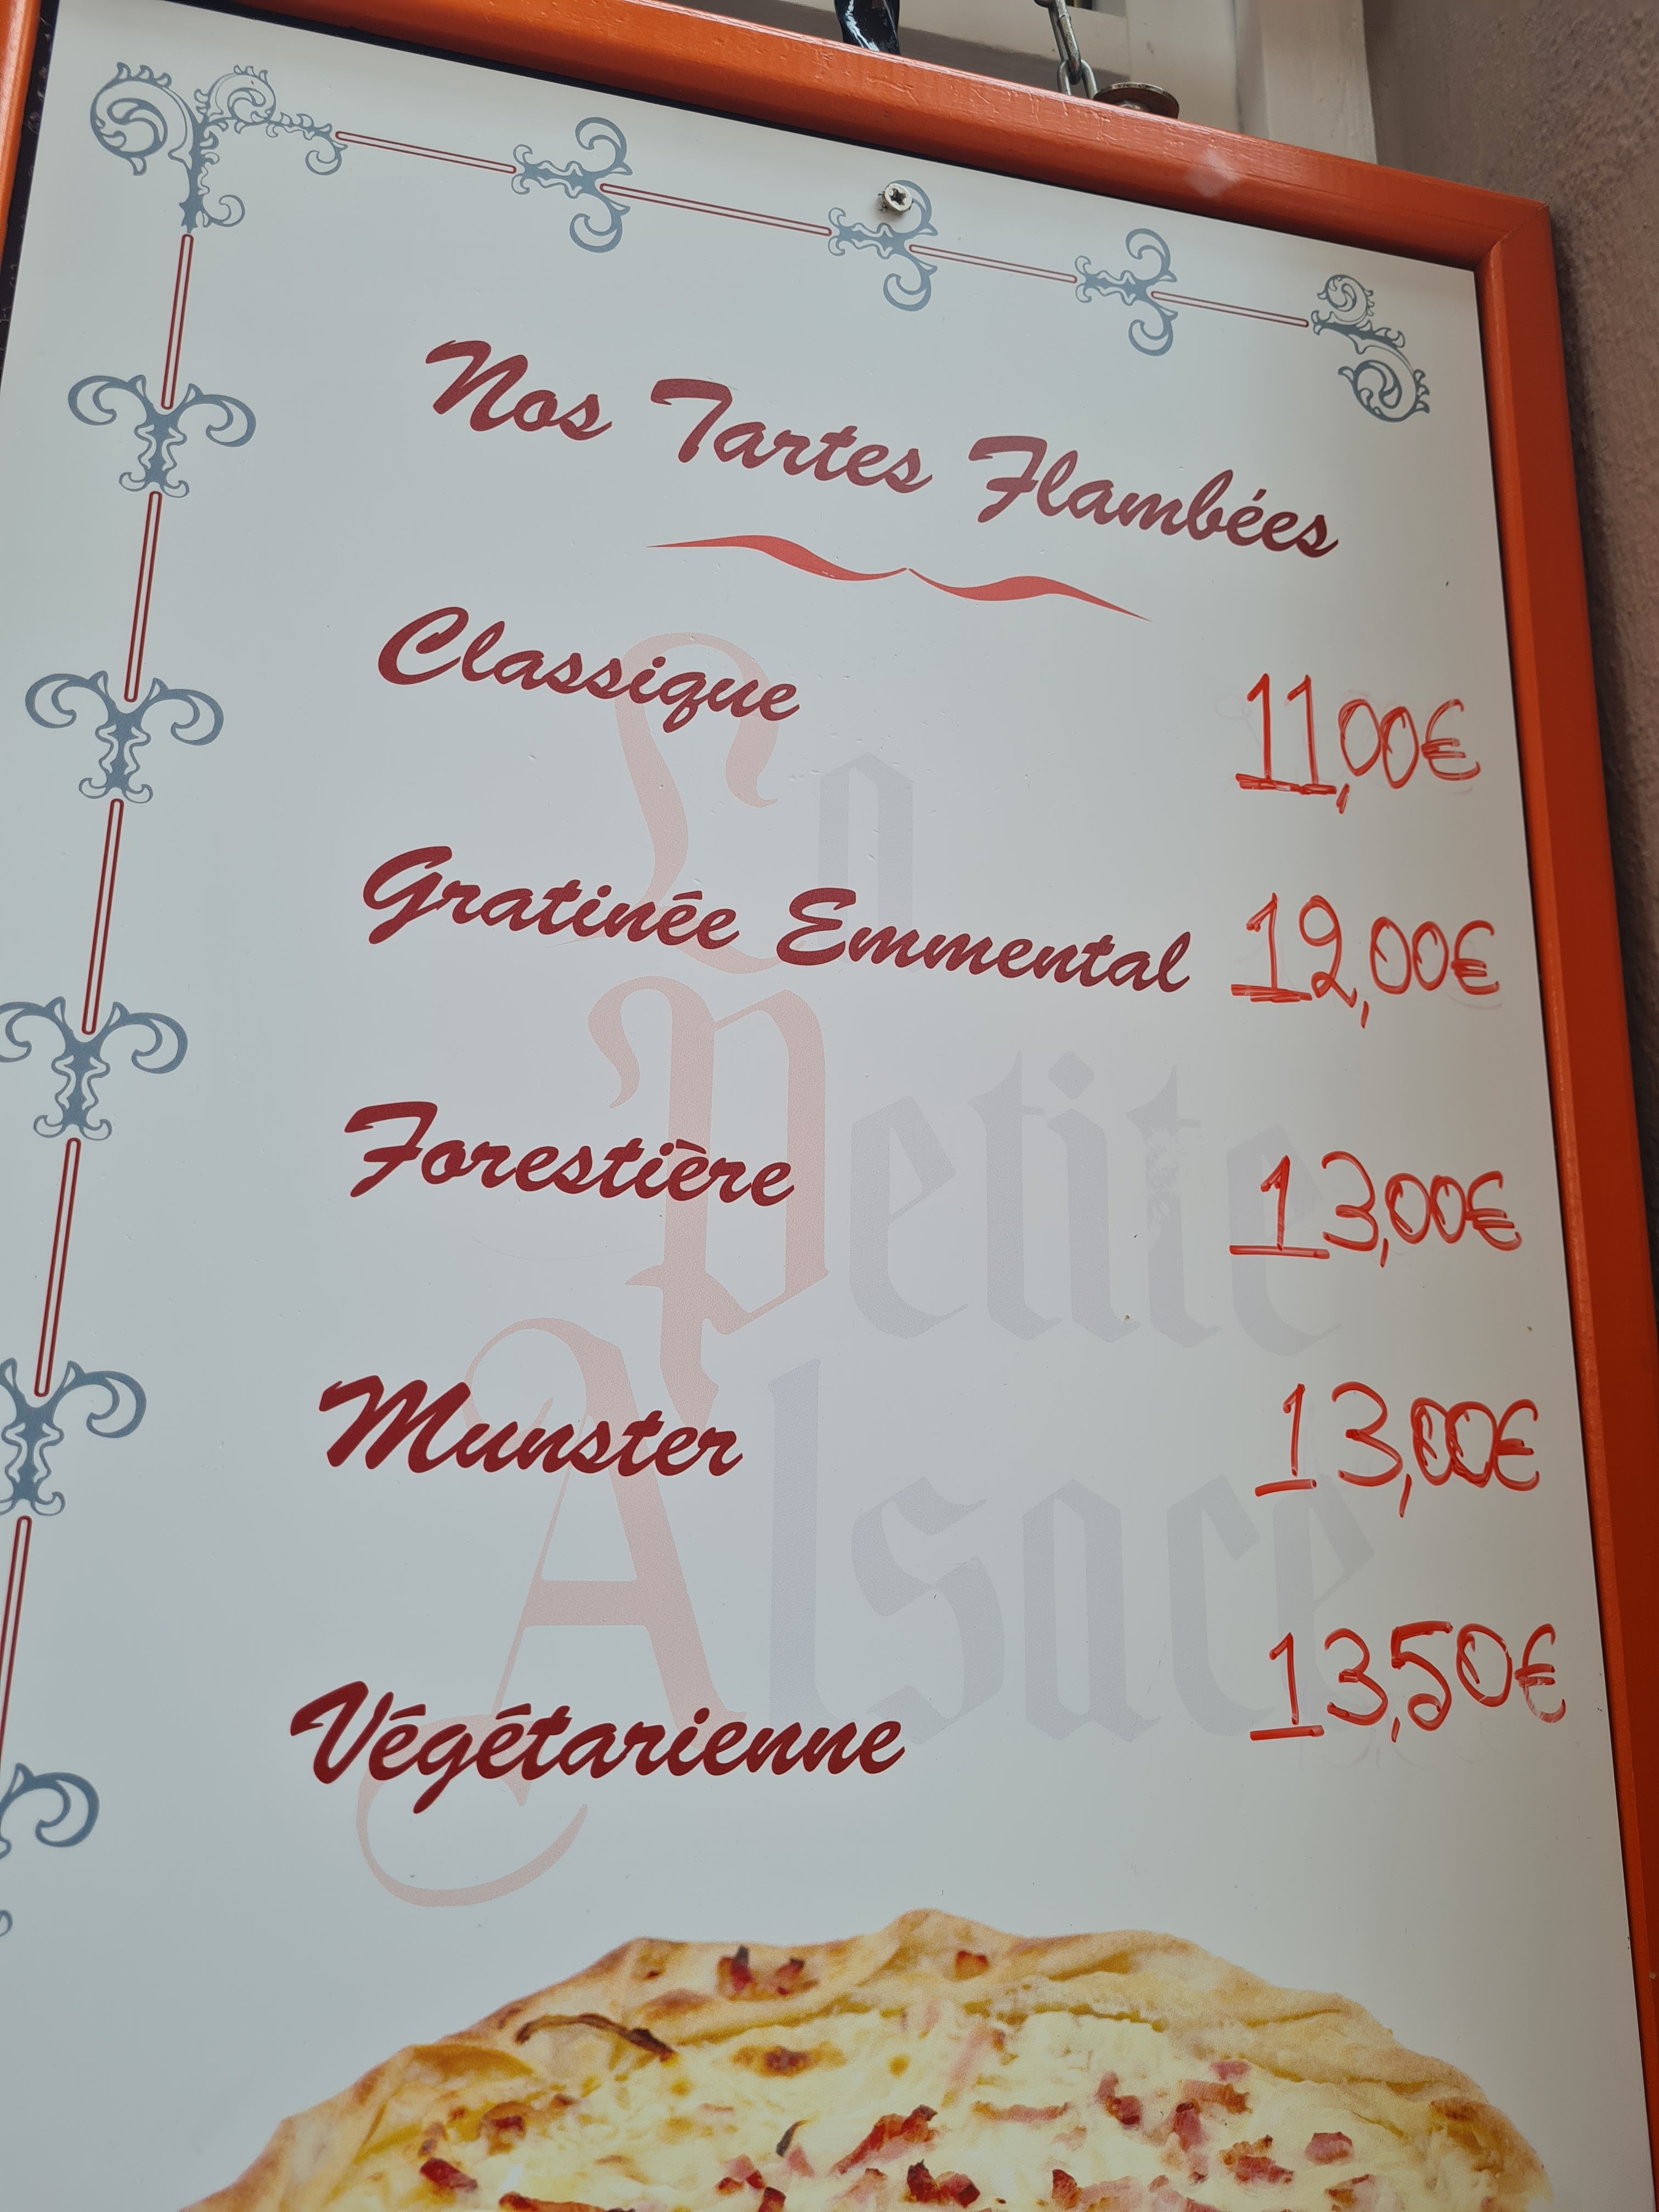 Nos Tartes Flambées
Classique 11,00€
Gratinée Emmental 12,00€
Forestière 13,00€
Munster 13,00€
Végétarienne 13,50€
La
Petite
Alsace